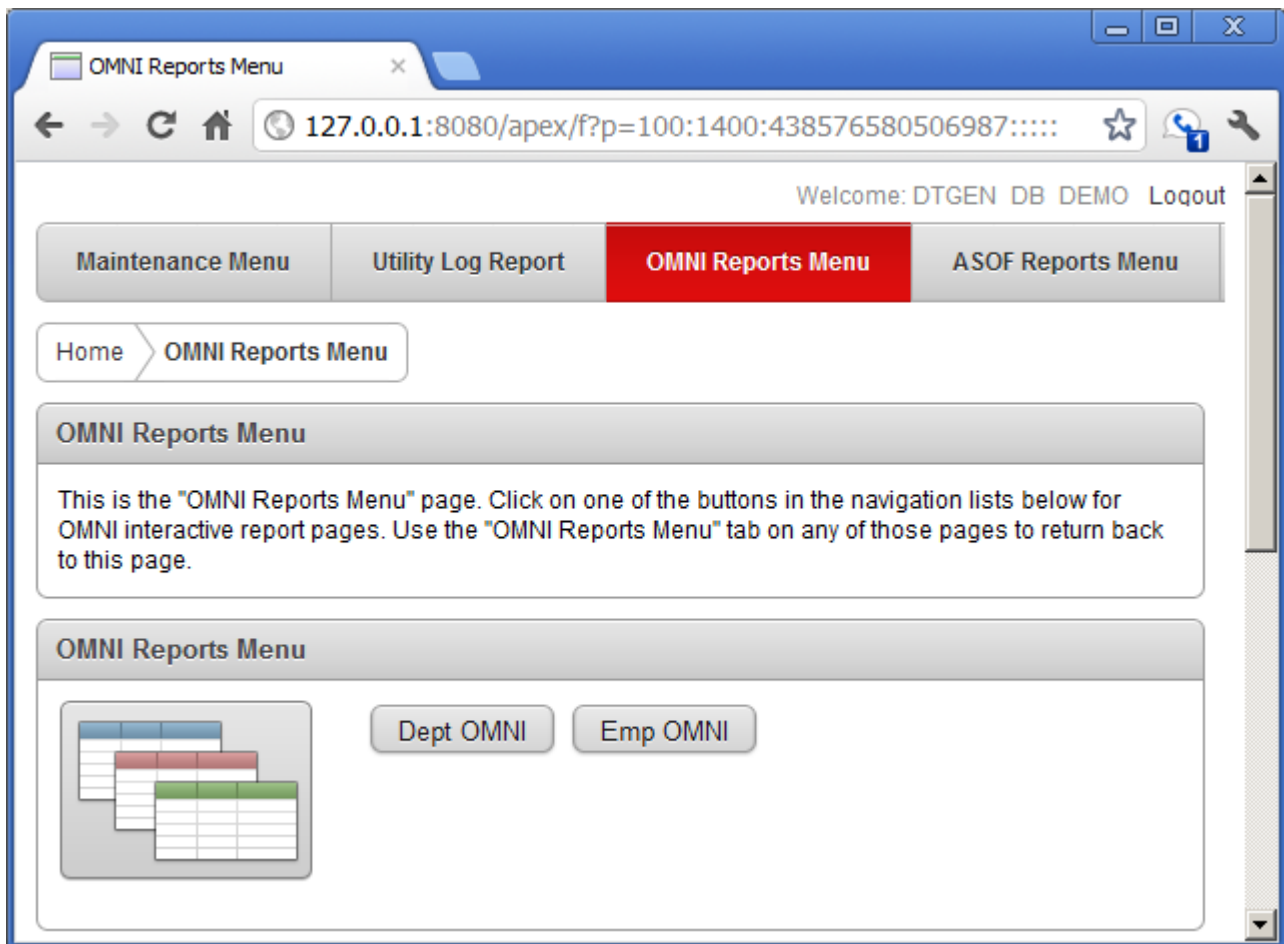 OMNI Reports Menu
127.0.0.1:8080/apex/f?p=100:1400:438576580506987:::::
1
Welcome: DTGEN_DB_DEMO Logout
Maintenance Menu Utility Log Report OMNI Reports Menu ASOF Reports Menu
Home OMNI Reports Menu
OMNI Reports Menu
This is the "OMNI Reports Menu" page. Click on one of the buttons in the navigation lists below for
OMNI interactive report pages. Use the "OMNI Reports Menu" tab on any of those pages to return back
to this page.
OMNI Reports Menu
Dept OMNI Emp OMNI